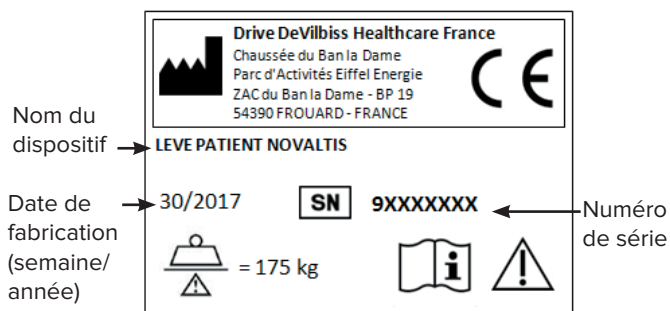 Drive DeVilbiss Healthcare France
Chaussée du Ban la Dame
Parc d'Activités Eiffel Energie
ZAC du Ban la Dame - BP 19
54390 FROUARD - FRANCE
CE
Nom du
dispositif
LEVE PATIENT NOVALTIS
Date de
fabrication
(semaine/
année)
30/2017
SN
9XXXXXXX
Numéro
de série
= 175 kg
i